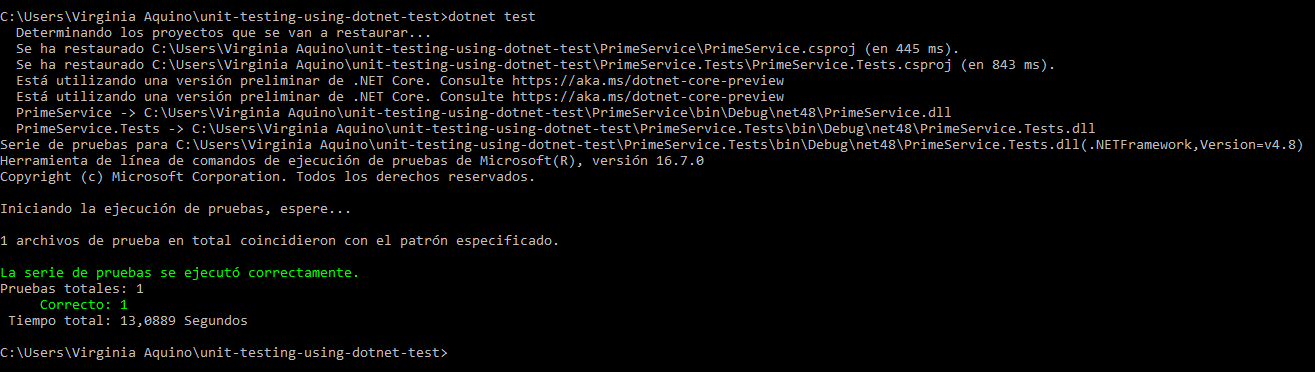 C:\Users\Virginia Aquino\unit-testing-using-dotnet-test>dotnet test
Determinando los proyectos que se van a restaurar...
Se ha restaurado C:\Users\Virginia Aquino\unit-testing-using-dotnet-test\PrimeService\PrimeService.csproj (en 445 ms).
Se ha restaurado C:\Users\Virginia Aquino\unit-testing-using-dotnet-test\PrimeService.Tests\PrimeService.Tests.csproj (en 843 ms).
Está utilizando una versión preliminar de .NET Core. Consulte https://aka.ms/dotnet-core-preview
Está utilizando una versión preliminar de .NET Core. Consulte https://aka.ms/dotnet-core-preview
PrimeService -> C:\Users\Virginia Aquino\unit-testing-using-dotnet-test\PrimeService\bin\Debug\net48\PrimeService.dll
PrimeService.Tests -> C:\Users\Virginia Aquino\unit-testing-using-dotnet-test\PrimeService.Tests\bin\Debug\net48\PrimeService.Tests.dll
Serie de pruebas para C:\Users\Virginia Aquino\unit-testing-using-dotnet-test\PrimeService.Tests\bin\Debug\net48\PrimeService.Tests.dll(.NETFramework,Version=v4.8)
Herramienta de línea de comandos de ejecución de pruebas de Microsoft(R), versión 16.7.0
Copyright (c) Microsoft Corporation. Todos los derechos reservados.
Iniciando la ejecución de pruebas, espere...
1 archivos de prueba en total coincidieron con el patrón especificado.
La serie de pruebas se ejecutó correctamente.
Pruebas totales: 1
Correcto: 1
Tiempo total: 13,0889 Segundos
C:\Users\Virginia Aquino\unit-testing-using-dotnet-test>